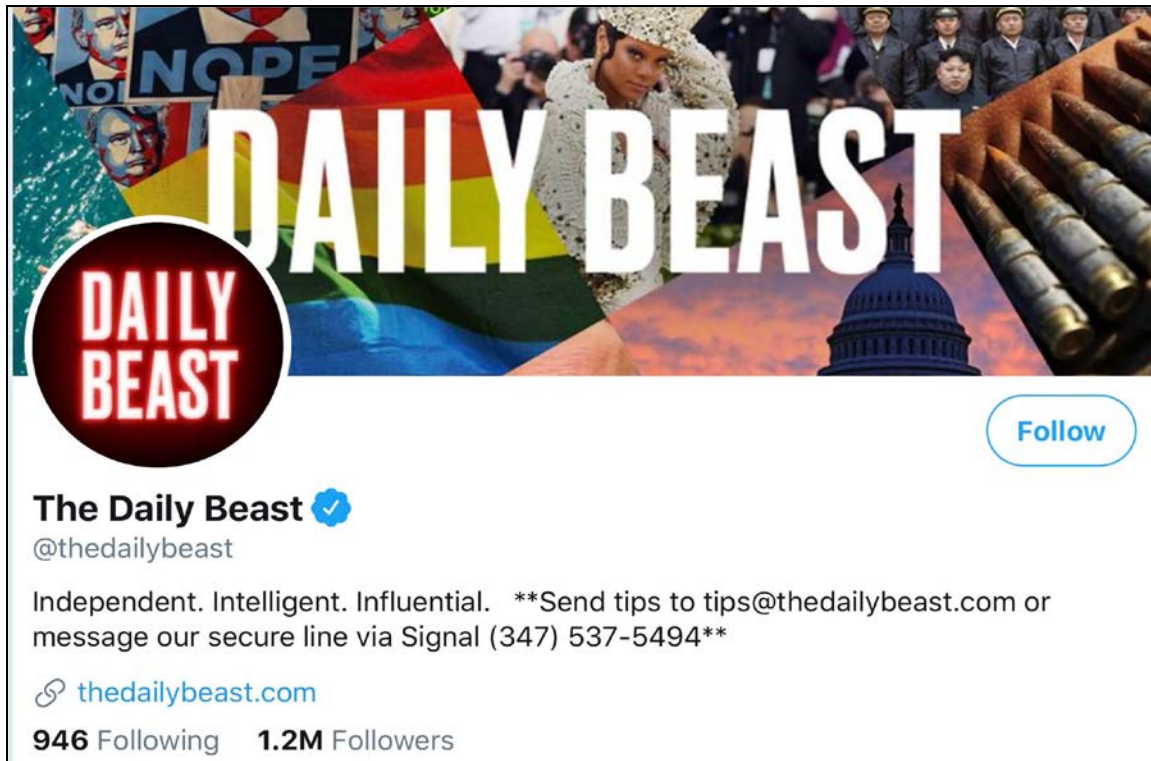 NOPE
NO
DAILY BEAST
DAILY
BEAST
Follow
The Daily Beast
@thedailybeast
Independent. Intelligent. Influential. **Send tips to tips@thedailybeast.com or
message our secure line via Signal (347) 537-5494**
thedailybeast.com
946 Following 1.2M Followers